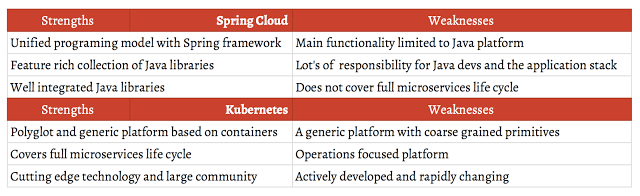 Strengths Spring Cloud Weaknesses
Unified programing model with Spring framework Main functionality limited to Java platform
Feature rich collection of Java libraries Lot's of responsibility for Java devs and the application stack
Well integrated Java libraries Does not cover full microservices life cycle
Strengths Kubernetes Weaknesses
Polyglot and generic platform based on containers A generic platform with coarse grained primitives
Covers full microservices life cycle Operations focused platform
Cutting edge technology and large community Actively developed and rapidly changing